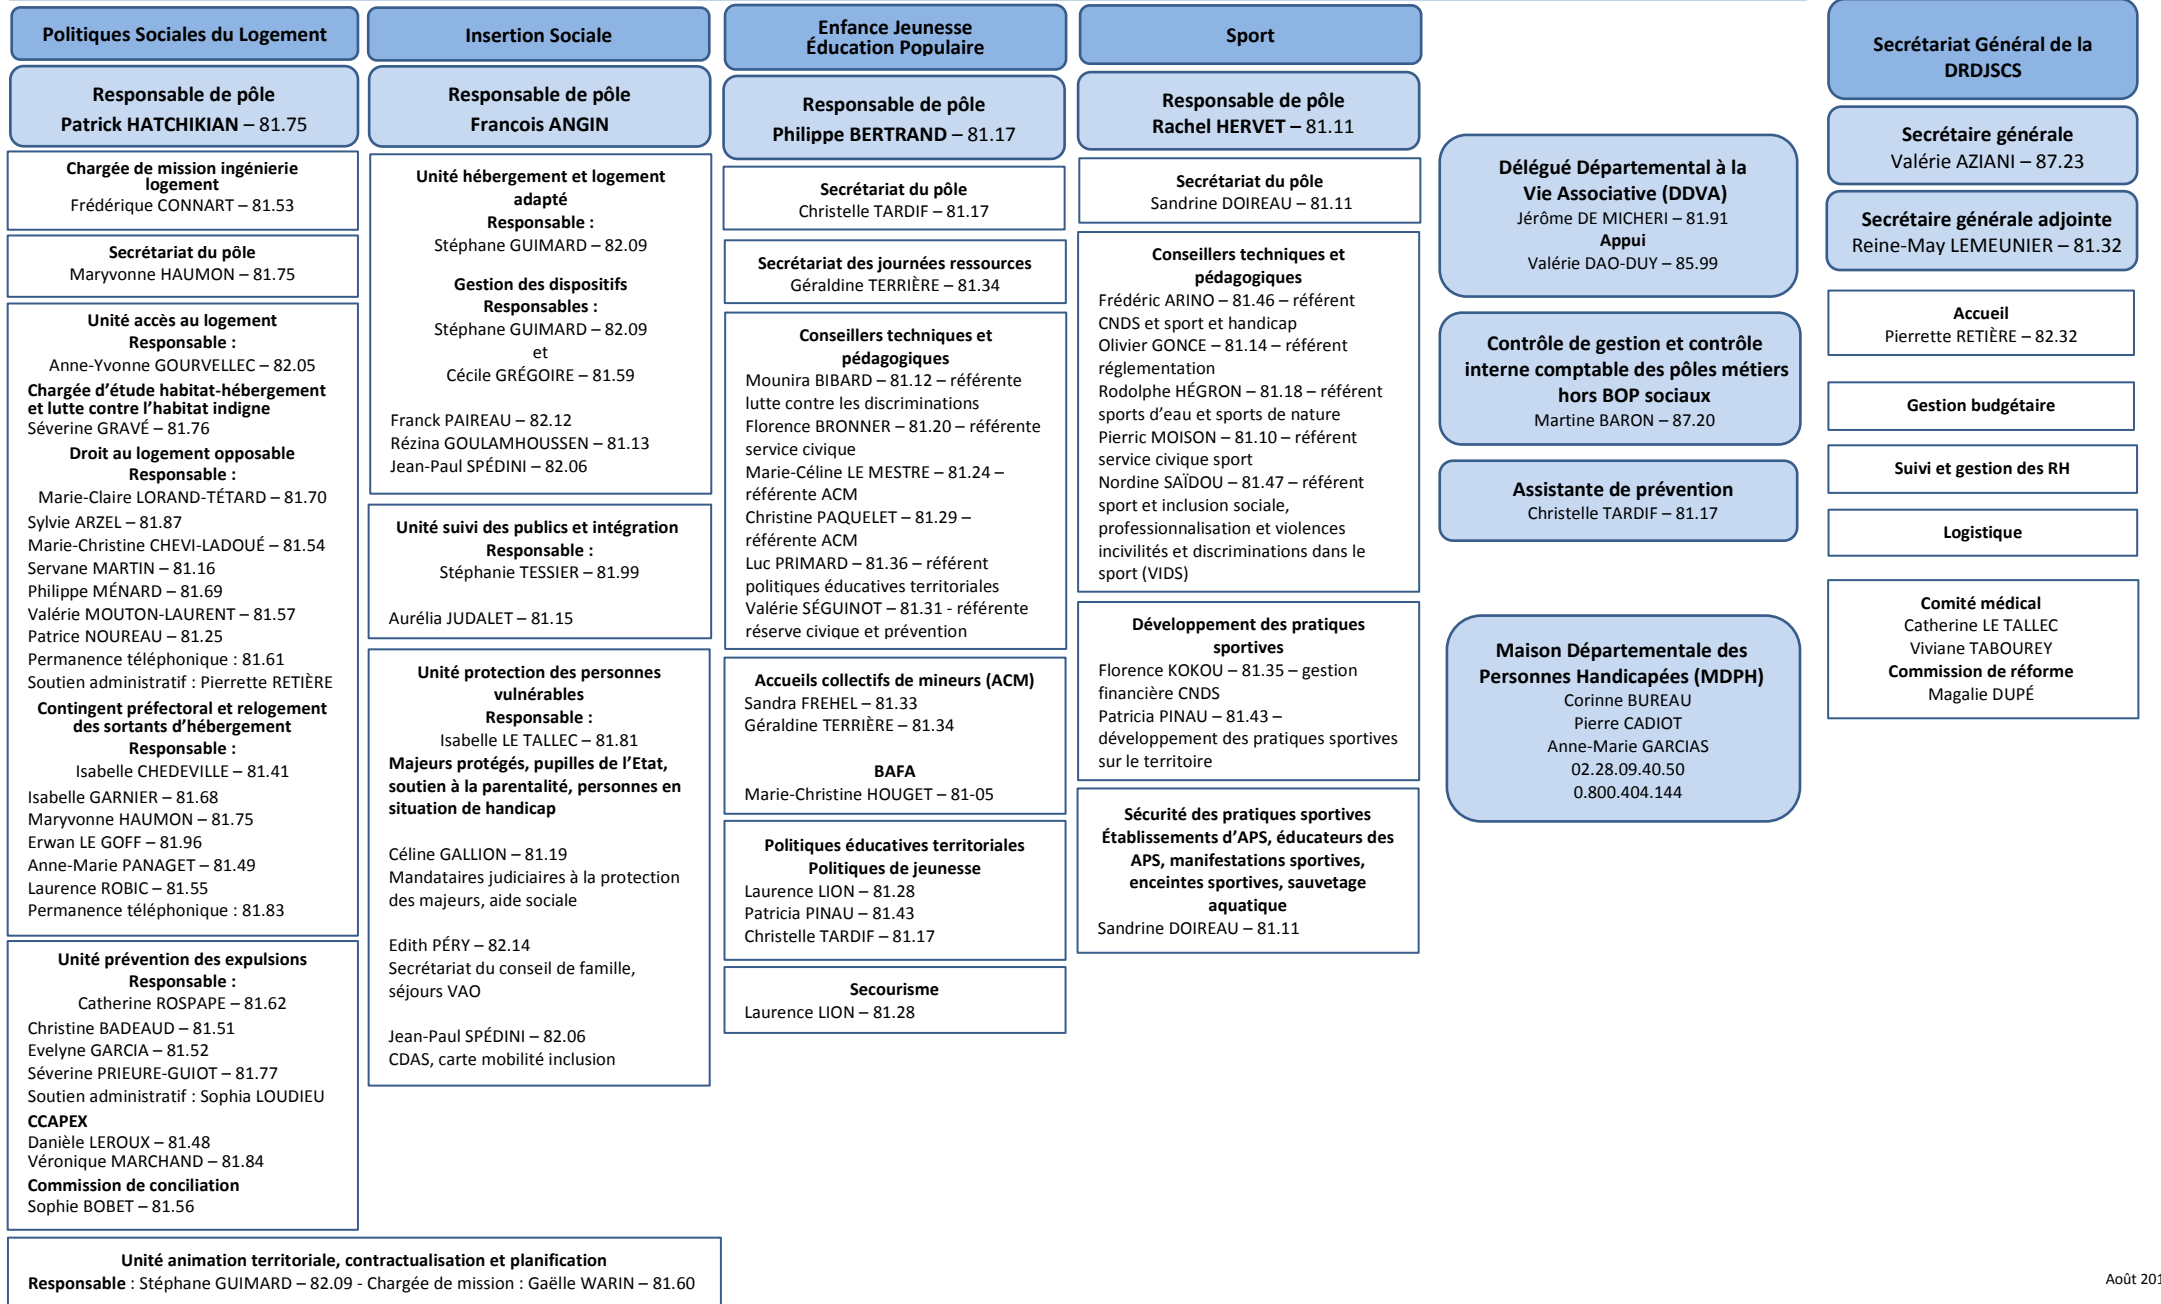 Politiques Sociales du Logement
Responsable de pôle
Patrick HATCHIKIAN – 81.75
Chargée de mission ingénierie
logement
Frédérique CONNART – 81.53
Secrétariat du pôle
Maryvonne HAUMON – 81.75
Unité accès au logement
Responsable :
Anne-Yvonne GOURVELLEC – 82.05
Chargée d’étude habitat-hébergement
et lutte contre l’habitat indigne
Séverine GRAVÉ – 81.76
Droit au logement opposable
Responsable :
Marie-Claire LORAND-TÉTARD – 81.70
Sylvie ARZEL – 81.87
Marie-Christine CHEVI-LADOUÉ – 81.54
Servane MARTIN – 81.16
Philippe MÉNARD – 81.69
Valérie MOUTON-LAURENT – 81.57
Patrice NOUREAU – 81.25
Permanence téléphonique : 81.61
Soutien administratif : Pierrette RETIÈRE
Contingent préfectoral et relogement
des sortants d’hébergement
Responsable :
Isabelle CHEDEVILLE – 81.41
Isabelle GARNIER – 81.68
Maryvonne HAUMON – 81.75
Erwan LE GOFF – 81.96
Anne-Marie PANAGET – 81.49
Laurence ROBIC – 81.55
Permanence téléphonique : 81.83
Unité prévention des expulsions
Responsable :
Catherine ROSPAPE – 81.62
Christine BADEAUD – 81.51
Evelyne GARCIA – 81.52
Séverine PRIEURE-GUIOT – 81.77
Soutien administratif : Sophia LOUDIEU
CCAPEX
Danièle LEROUX – 81.48
Véronique MARCHAND – 81.84
Commission de conciliation
Sophie BOBET – 81.56
Unité animation territoriale, contractualisation et planification
Responsable : Stéphane GUIMARD – 82.09 - Chargée de mission : Gaëlle WARIN – 81.60
Insertion Sociale
Responsable de pôle
Francois ANGIN
Unité hébergement et logement
adapté
Responsable :
Stéphane GUIMARD – 82.09
Gestion des dispositifs
Responsables :
Stéphane GUIMARD – 82.09
et
Cécile GRÉGOIRE – 81.59
Franck PAIREAU – 82.12
Rézina GOULAMHOUSSEN – 81.13
Jean-Paul SPÉDINI – 82.06
Unité suivi des publics et intégration
Responsable :
Stéphanie TESSIER – 81.99
Aurélia JUDALET – 81.15
Unité protection des personnes
vulnérables
Responsable :
Isabelle LE TALLEC – 81.81
Majeurs protégés, pupilles de l’Etat,
soutien à la parentalité, personnes en
situation de handicap
Céline GALLION – 81.19
Mandataires judiciaires à la protection
des majeurs, aide sociale
Edith PÉRY – 82.14
Secrétariat du conseil de famille,
séjours VAO
Jean-Paul SPÉDINI – 82.06
CDAS, carte mobilité inclusion
Enfance Jeunesse
Éducation Populaire
Responsable de pôle
Philippe BERTRAND – 81.17
Secrétariat du pôle
Christelle TARDIF – 81.17
Secrétariat des journées ressources
Géraldine TERRIÈRE – 81.34
Conseillers techniques et
pédagogiques
Mounira BIBARD – 81.12 – référente
lutte contre les discriminations
Florence BRONNER – 81.20 – référente
service civique
Marie-Céline LE MESTRE – 81.24 –
référente ACM
Christine PAQUELET – 81.29 –
référente ACM
Luc PRIMARD – 81.36 – référent
politiques éducatives territoriales
Valérie SÉGUINOT – 81.31 - référente
réserve civique et prévention
Accueils collectifs de mineurs (ACM)
Sandra FREHEL – 81.33
Géraldine TERRIÈRE – 81.34
BAFA
Marie-Christine HOUGET – 81-05
Politiques éducatives territoriales
Politiques de jeunesse
Laurence LION – 81.28
Patricia PINAU – 81.43
Christelle TARDIF – 81.17
Secourisme
Laurence LION – 81.28
Sport
Responsable de pôle
Rachel HERVET – 81.11
Secrétariat du pôle
Sandrine DOIREAU – 81.11
Conseillers techniques et
pédagogiques
Frédéric ARINO – 81.46 – référent
CNDS et sport et handicap
Olivier GONCE – 81.14 – référent
réglementation
Rodolphe HÉGRON – 81.18 – référent
sports d’eau et sports de nature
Pierric MOISON – 81.10 – référent
service civique sport
Nordine SAÏDOU – 81.47 – référent
sport et inclusion sociale,
professionnalisation et violences
incivilités et discriminations dans le
sport (VIDS)
Développement des pratiques
sportives
Florence KOKOU – 81.35 – gestion
financière CNDS
Patricia PINAU – 81.43 –
développement des pratiques sportives
sur le territoire
Sécurité des pratiques sportives
Établissements d’APS, éducateurs des
APS, manifestations sportives,
enceintes sportives, sauvetage
aquatique
Sandrine DOIREAU – 81.11
Délégué Départemental à la
Vie Associative (DDVA)
Jérôme DE MICHERI – 81.91
Appui
Valérie DAO-DUY – 85.99
Contrôle de gestion et contrôle
interne comptable des pôles métiers
hors BOP sociaux
Martine BARON – 87.20
Assistante de prévention
Christelle TARDIF – 81.17
Maison Départementale des
Personnes Handicapées (MDPH)
Corinne BUREAU
Pierre CADIOT
Anne-Marie GARCIAS
02.28.09.40.50
0.800.404.144
Secrétariat Général de la
DRDJSCS
Secrétaire générale
Valérie AZIANI – 87.23
Secrétaire générale adjointe
Reine-May LEMEUNIER – 81.32
Accueil
Pierrette RETIÈRE – 82.32
Gestion budgétaire
Suivi et gestion des RH
Logistique
Comité médical
Catherine LE TALLEC
Viviane TABOUREY
Commission de réforme
Magalie DUPÉ
Août